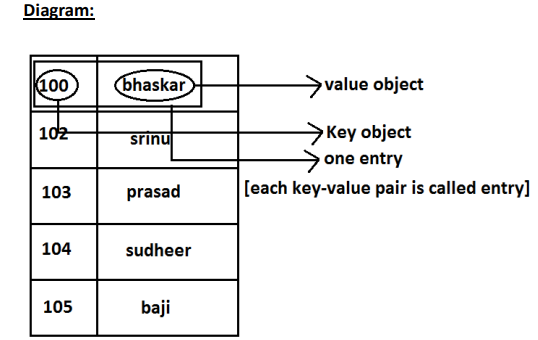 Diagram:
100 bhaskar value object
102 srinu Key object
one entry
103 prasad [each key-value pair is called entry]
104 sudheer
105 baji